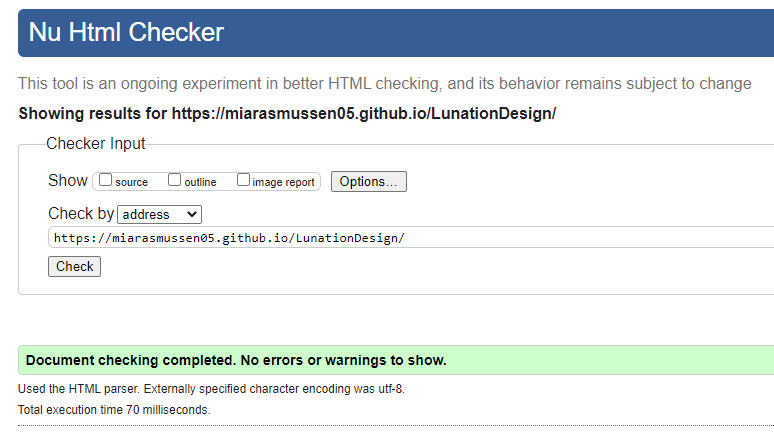 Nu Html Checker
This tool is an ongoing experiment in better HTML checking, and its behavior remains subject to change
Showing results for https://miarasmussen05.github.io/LunationDesign/
Checker Input
Show source outline image report Options...
Check by address
https://miarasmussen05.github.io/LunationDesign/
Check
Document checking completed. No errors or warnings to show.
Used the HTML parser. Externally specified character encoding was utf-8.
Total execution time 70 milliseconds.